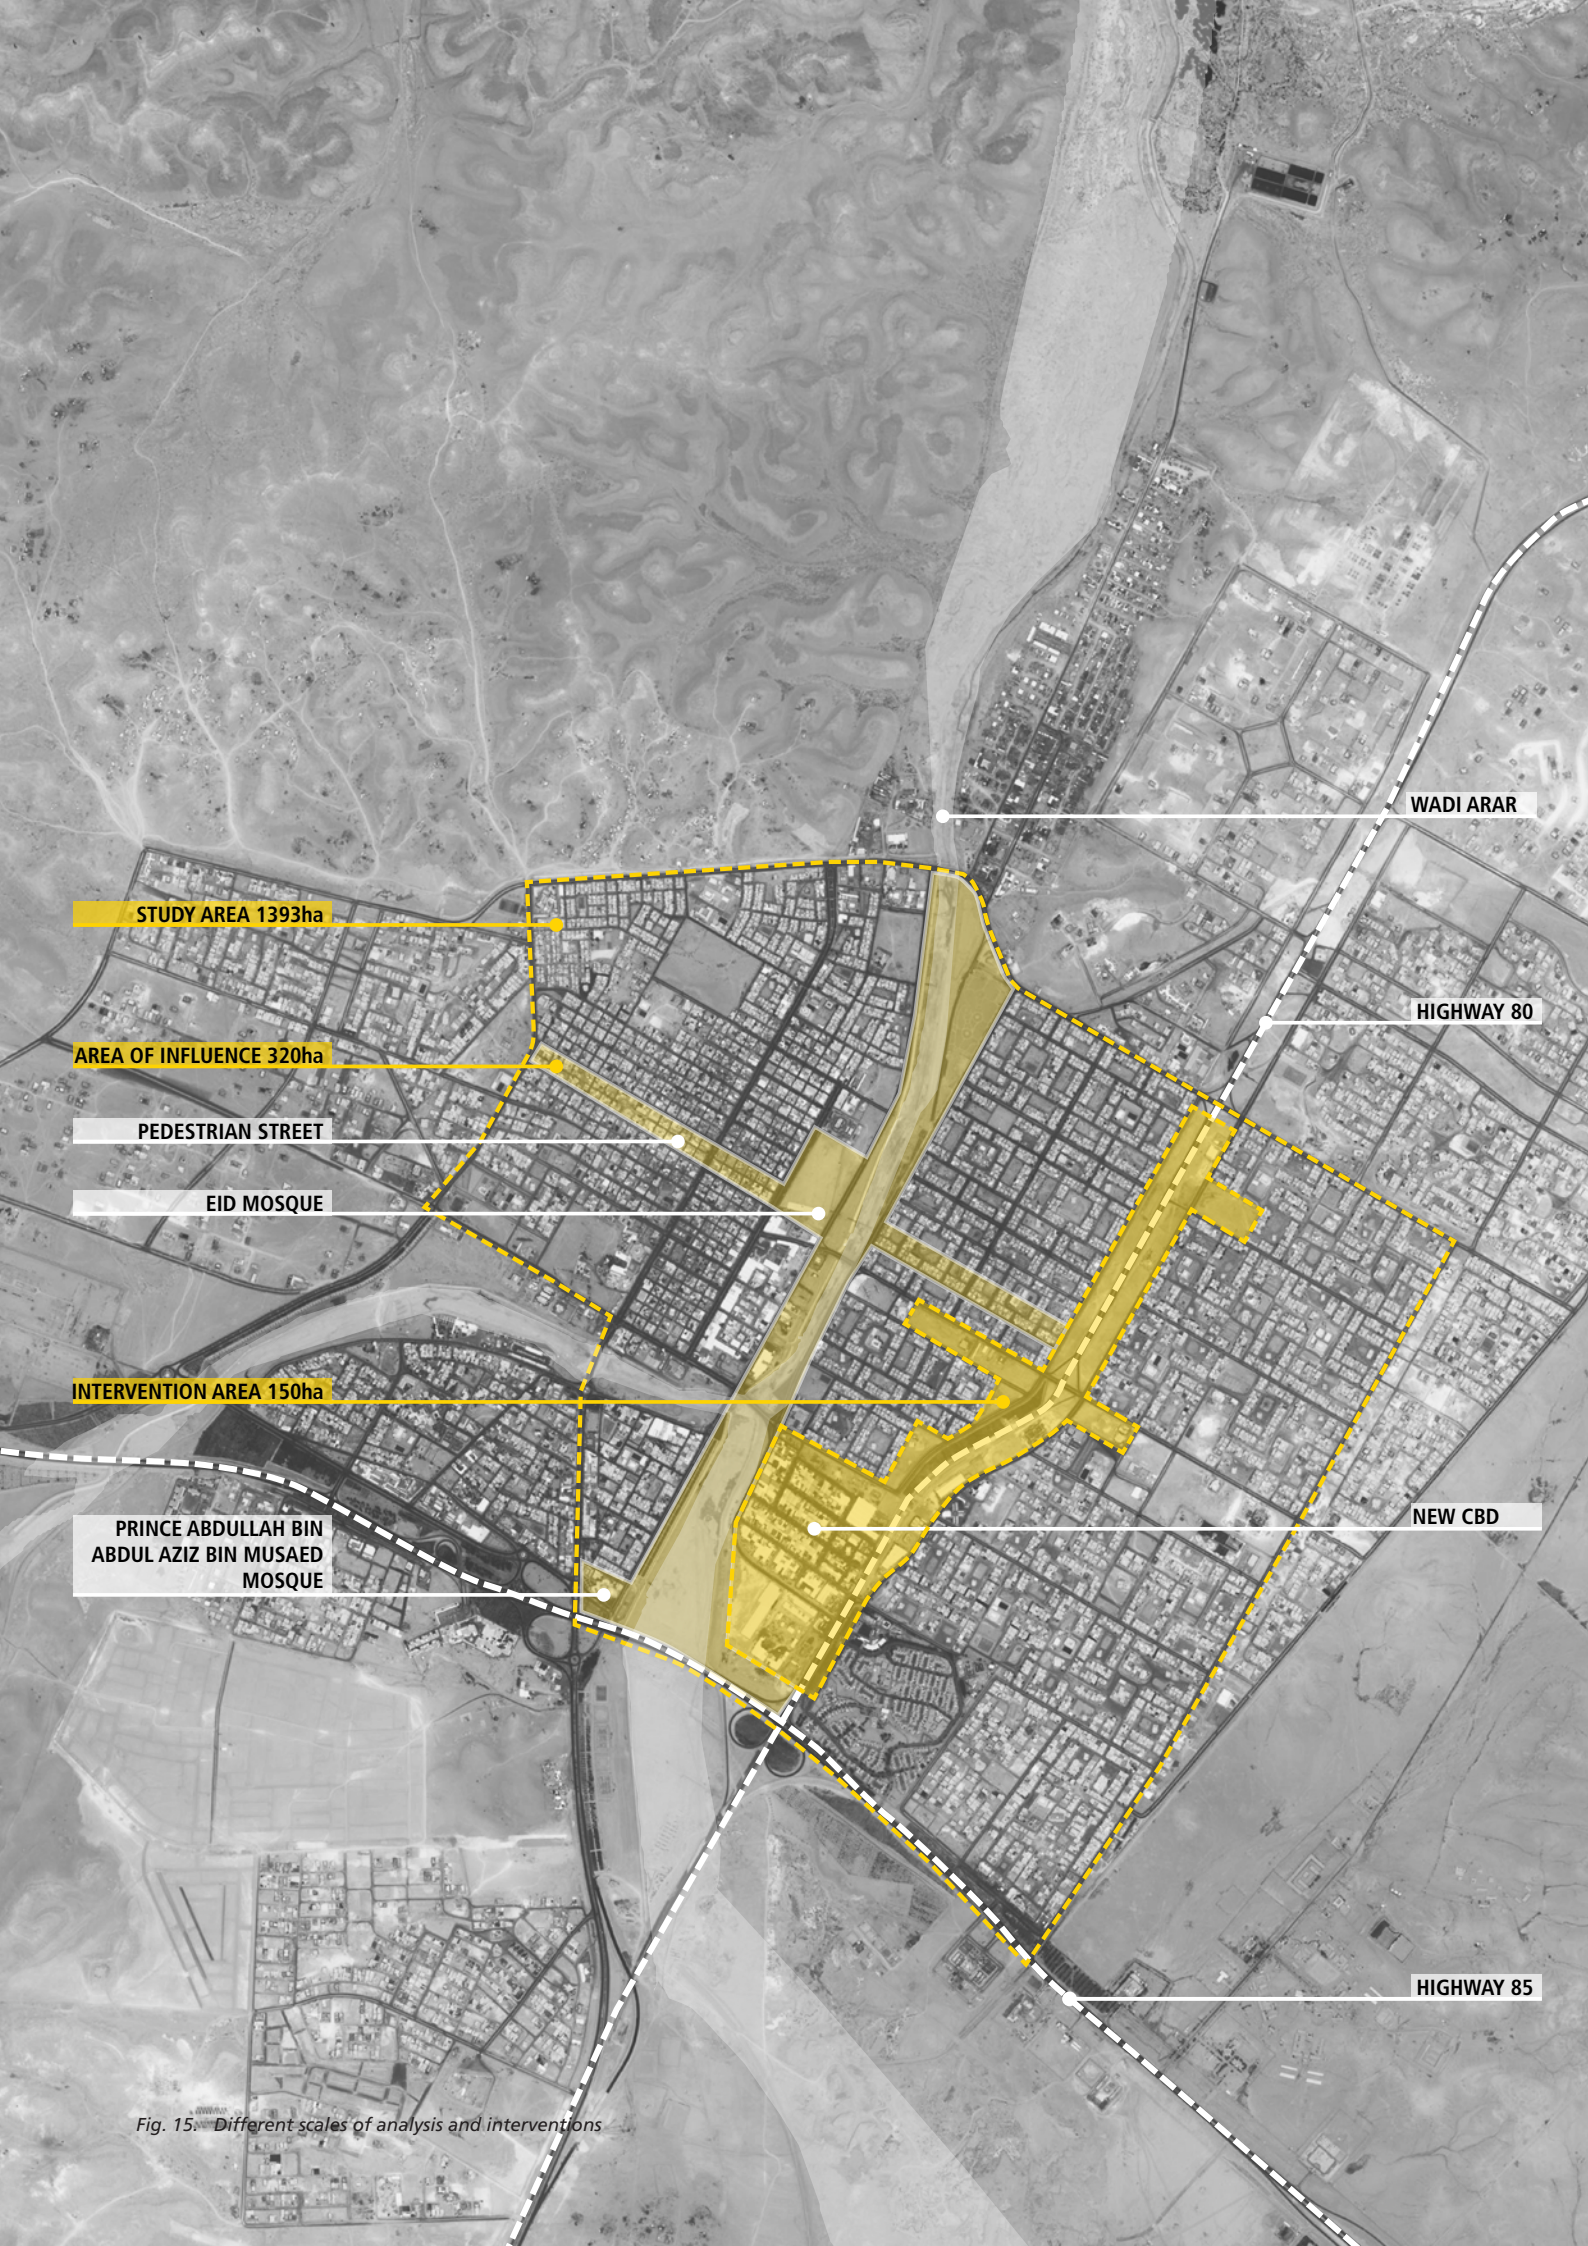 WADI ARAR
STUDY AREA 1393ha
HIGHWAY 80
AREA OF INFLUENCE 320ha
PEDESTRIAN STREET
EID MOSQUE
INTERVENTION AREA 150ha
NEW CBD
PRINCE ABDULLAH BIN
ABDUL AZIZ BIN MUSAED
MOSQUE
HIGHWAY 85
Fig. 15. Different scales of analysis and interventions